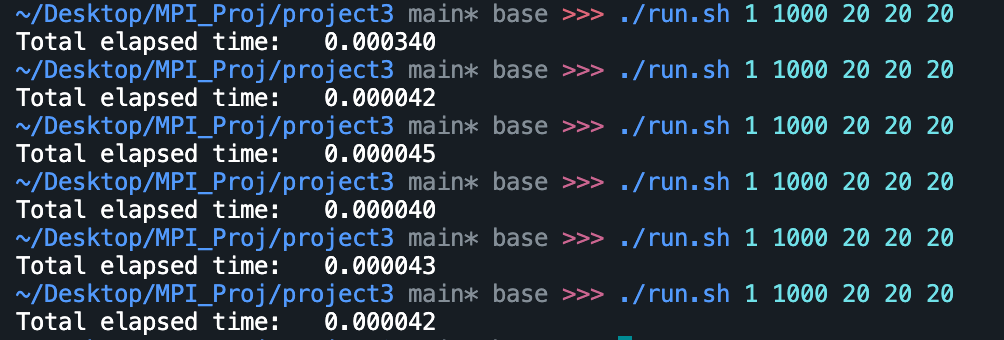 ~/Desktop/MPI_Proj/project3 main* base >>> ./run.sh 1 1000 20 20 20
Total elapsed time:   0.000340
~/Desktop/MPI_Proj/project3 main* base >>> ./run.sh 1 1000 20 20 20
Total elapsed time:   0.000042
~/Desktop/MPI_Proj/project3 main* base >>> ./run.sh 1 1000 20 20 20
Total elapsed time:   0.000045
~/Desktop/MPI_Proj/project3 main* base >>> ./run.sh 1 1000 20 20 20
Total elapsed time:   0.000040
~/Desktop/MPI_Proj/project3 main* base >>> ./run.sh 1 1000 20 20 20
Total elapsed time:   0.000043
~/Desktop/MPI_Proj/project3 main* base >>> ./run.sh 1 1000 20 20 20
Total elapsed time:   0.000042